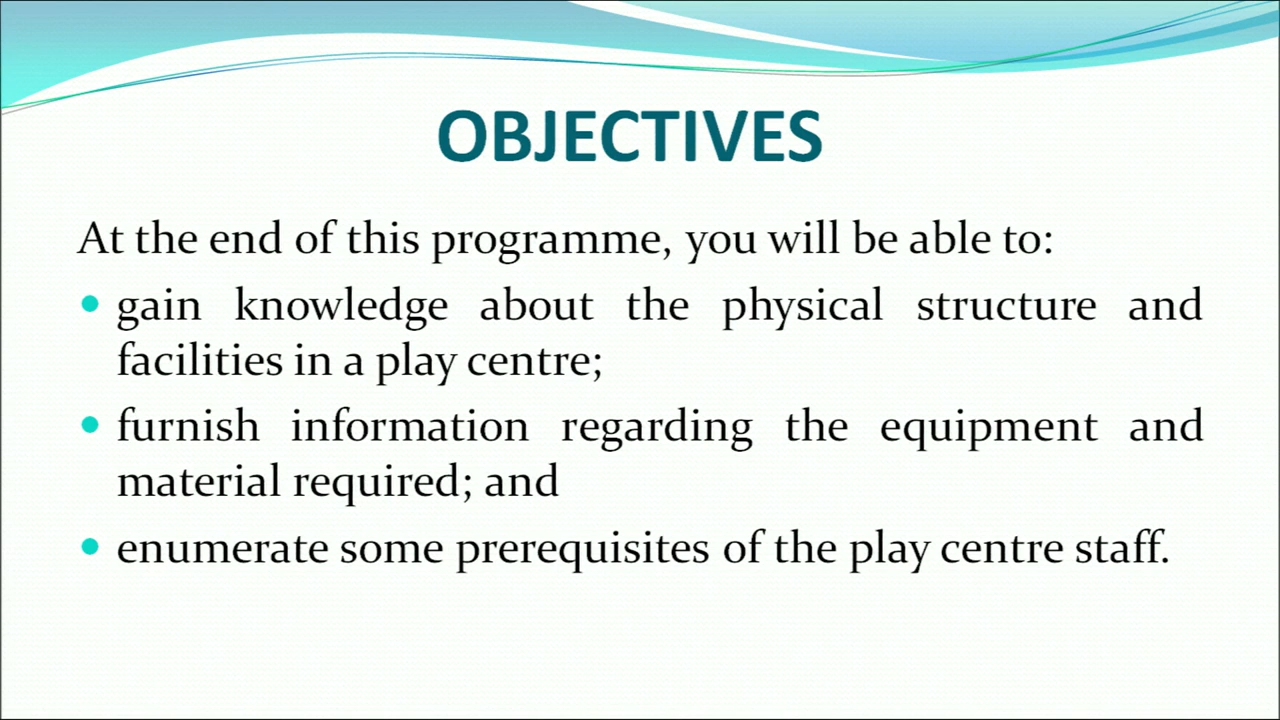 OBJECTIVES
At the end of this programme, you will be able to:
• gain knowledge about the physical structure and
facilities in a play centre;
• furnish information regarding the equipment and
material required; and
• enumerate some prerequisites of the play centre staff.